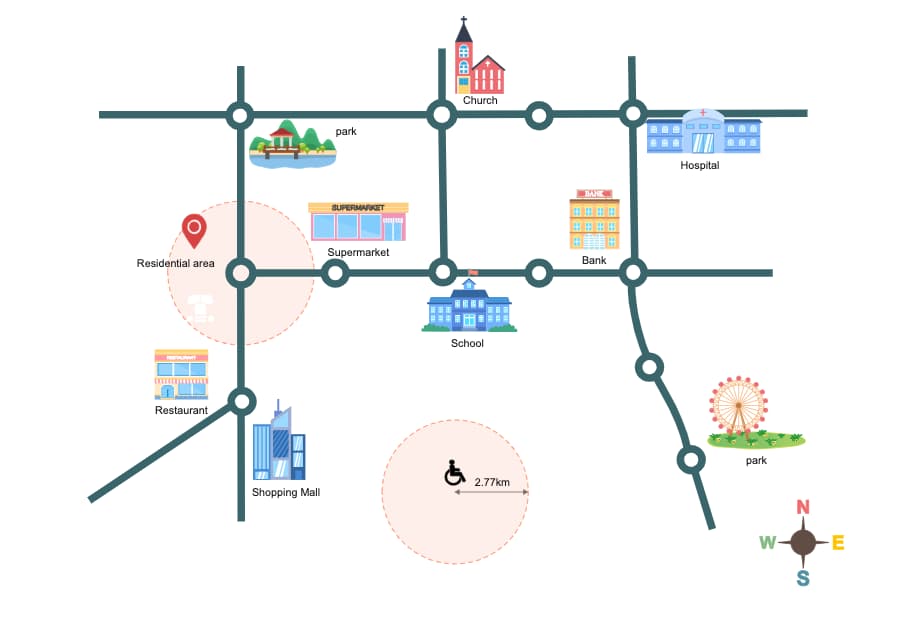 Church
park
Hospital
SUPERMARKET
BANK
Supermarket
Bank
Residential area
School
RESTAURANT
Restaurant
park
2.77km
Shopping Mall
N
W
E
S